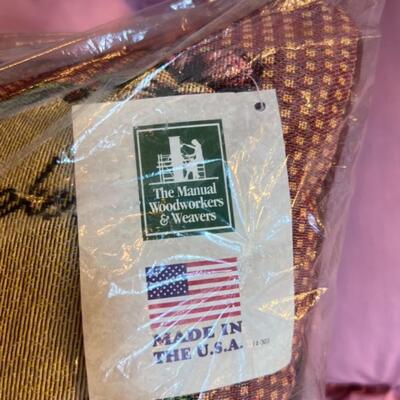 The Manual
Woodworkers
& Weavers
MADE IN
THE U.S.A.